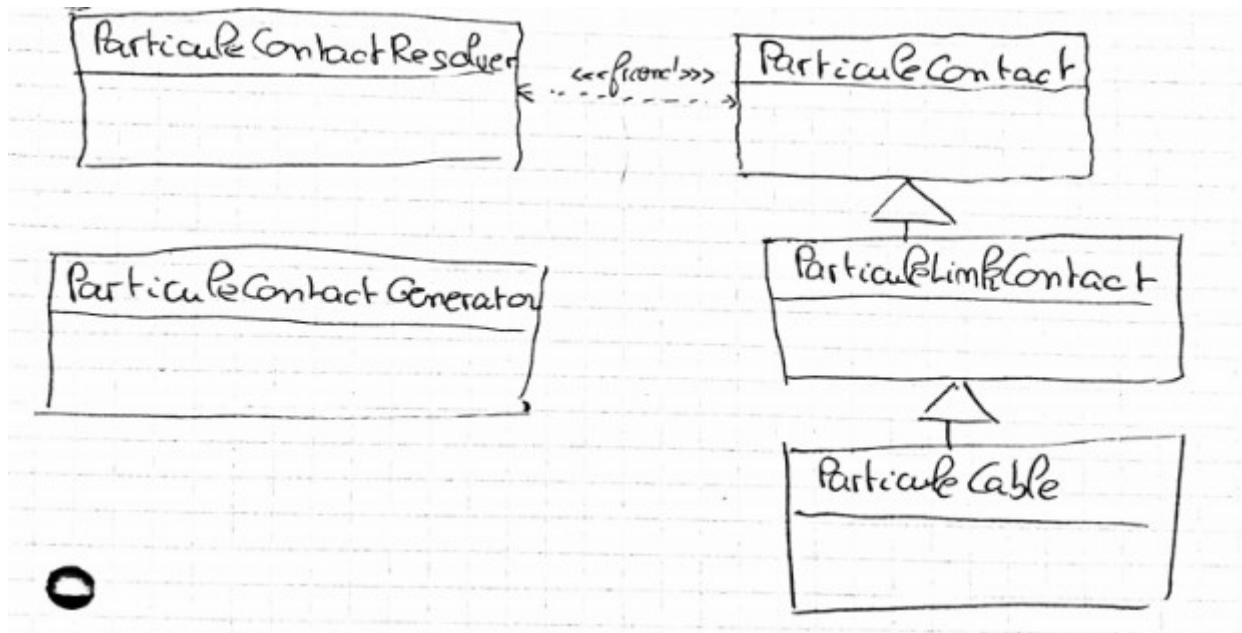 ParticuleContactResolver
<<friend>>
ParticuleContact
ParticuleContactGenerator
ParticuleLinkContact
ParticuleCable